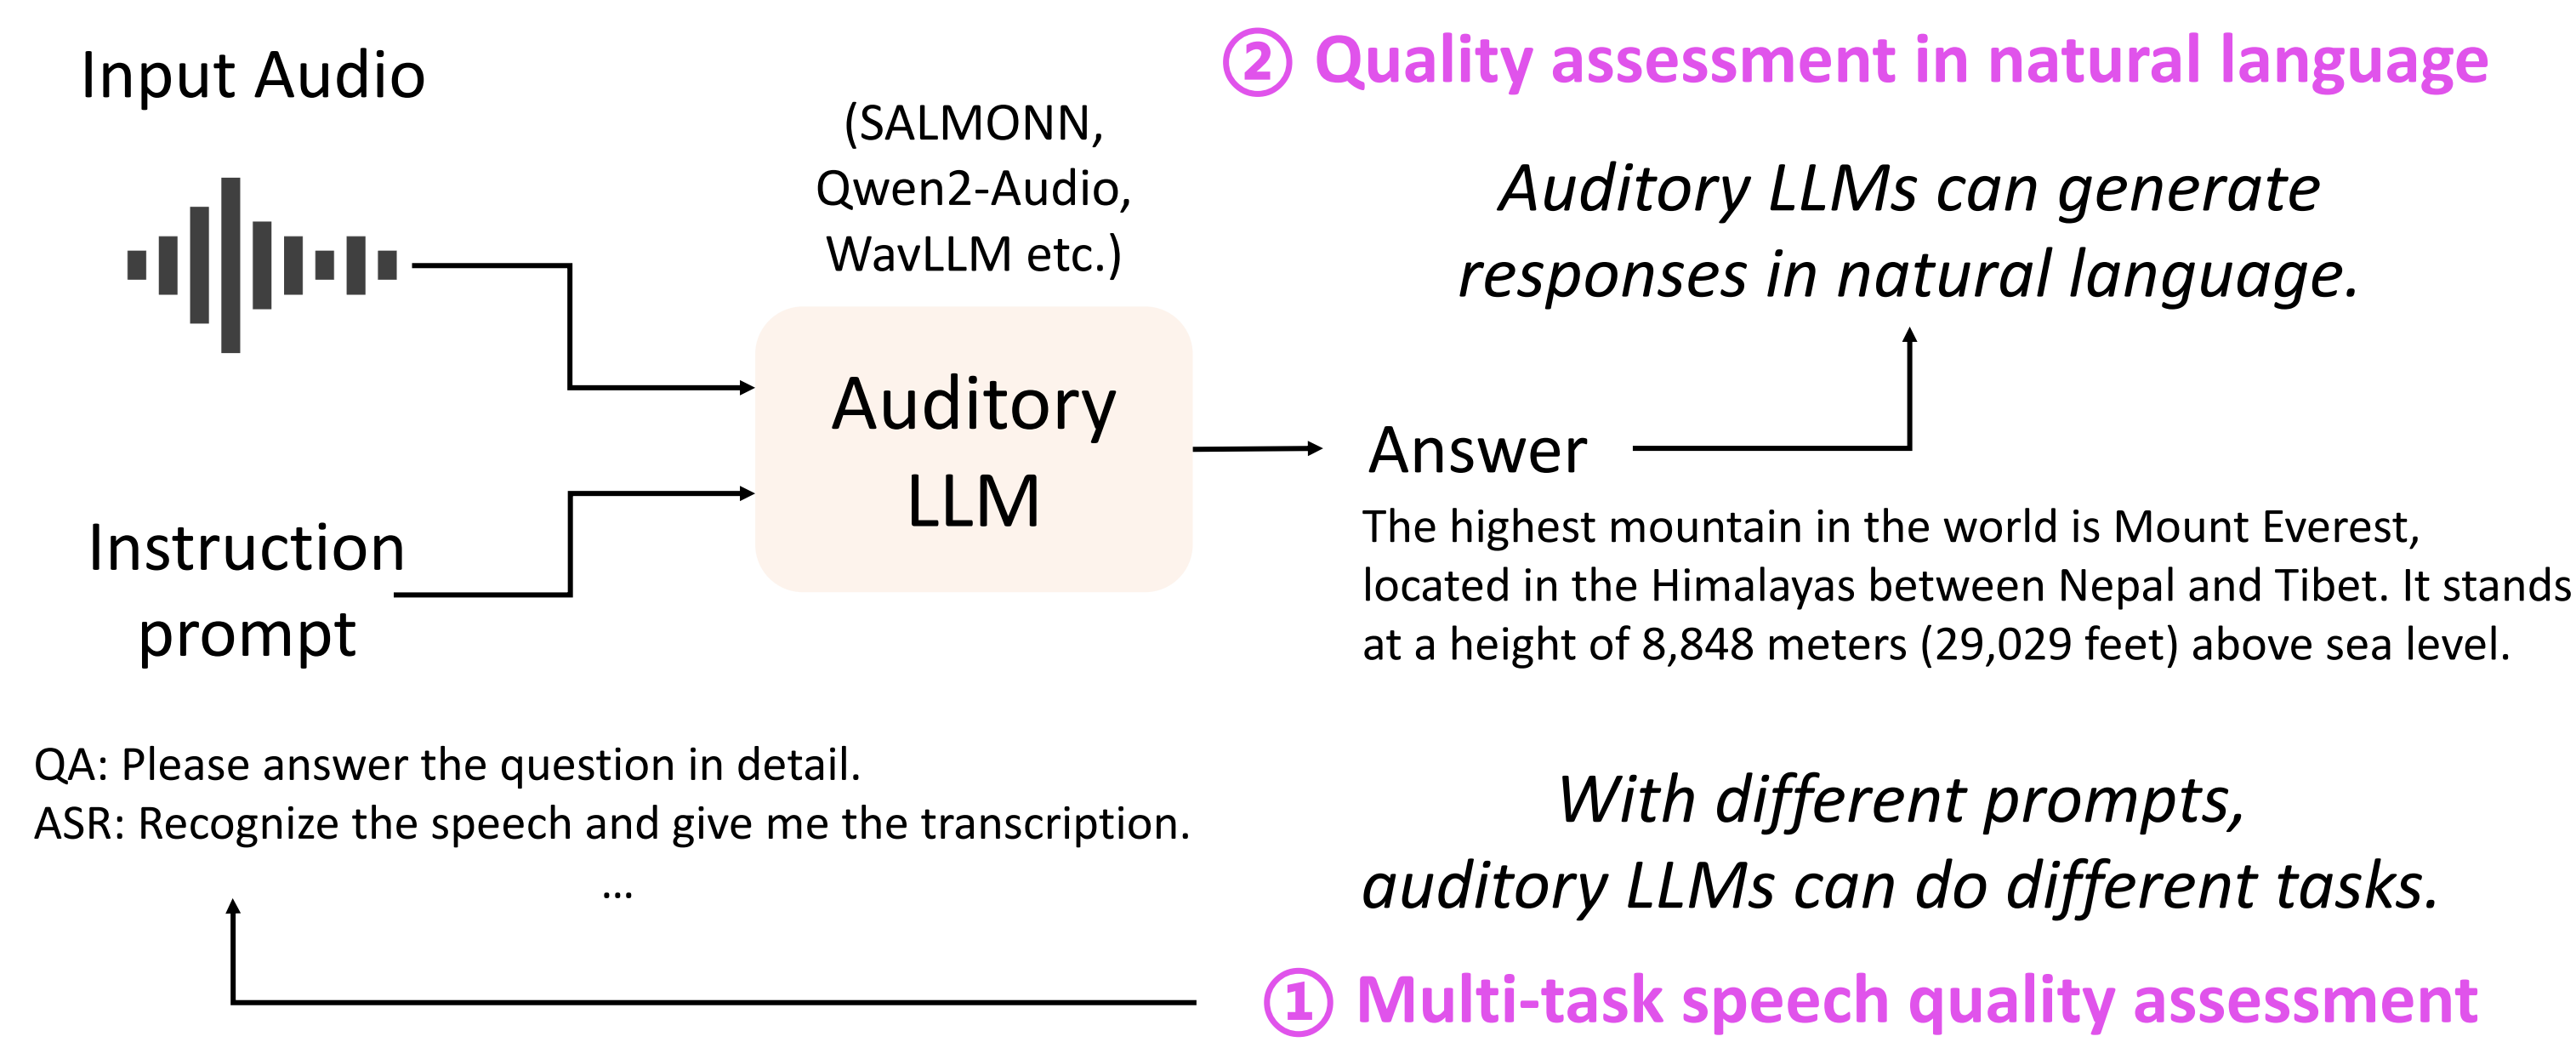 Input Audio
② Quality assessment in natural language
(SALMONN,
Qwen2-Audio,
WavLLM etc.)
Auditory LLMs can generate
responses in natural language.
Auditory
LLM
Answer
The highest mountain in the world is Mount Everest,
located in the Himalayas between Nepal and Tibet. It stands
at a height of 8,848 meters (29,029 feet) above sea level.
Instruction
prompt
QA: Please answer the question in detail.
ASR: Recognize the speech and give me the transcription.
...
With different prompts,
auditory LLMs can do different tasks.
① Multi-task speech quality assessment